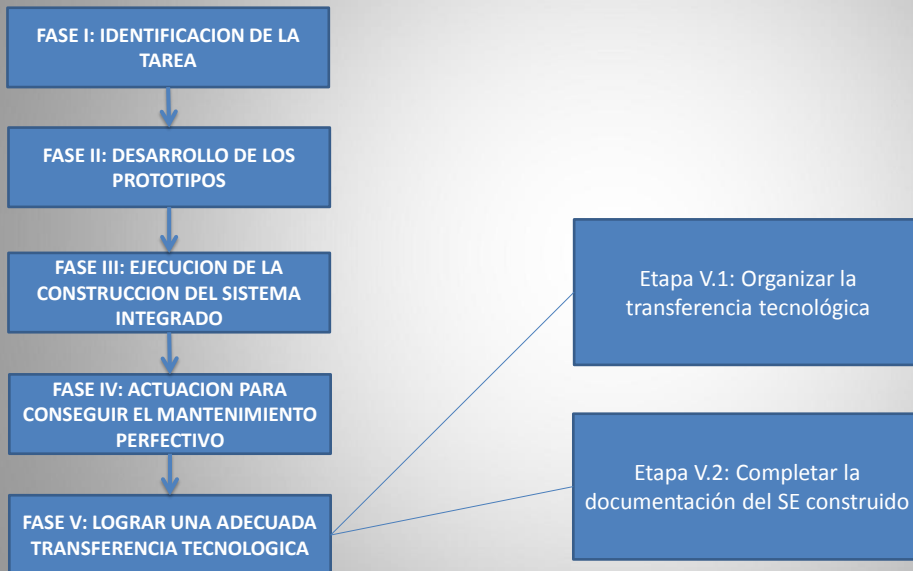 FASE I: IDENTIFICACION DE LA
TAREA
FASE II: DESARROLLO DE LOS
PROTOTIPOS
FASE III: EJECUCION DE LA
CONSTRUCCION DEL SISTEMA
INTEGRADO
FASE IV: ACTUACION PARA
CONSEGUIR EL MANTENIMIENTO
PERFECTIVO
FASE V: LOGRAR UNA ADECUADA
TRANSFERENCIA TECNOLOGICA
Etapa V.1: Organizar la
transferencia tecnológica
Etapa V.2: Completar la
documentación del SE construido